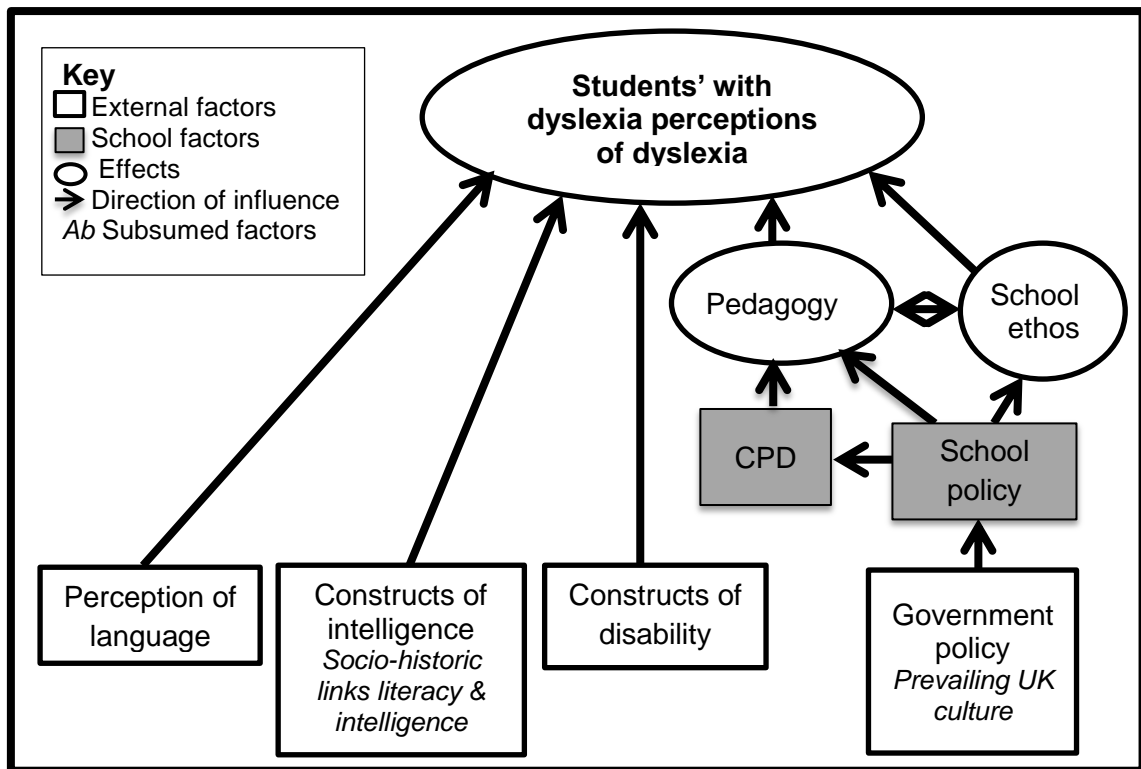 Key
External factors
School factors
Effects
Direction of influence
Ab Subsumed factors
Students’ with
dyslexia perceptions
of dyslexia
Pedagogy
School
ethos
CPD
School
policy
Perception of
language
Constructs of
intelligence
Socio-historic
links literacy &
intelligence
Constructs of
disability
Government
policy
Prevailing UK
culture